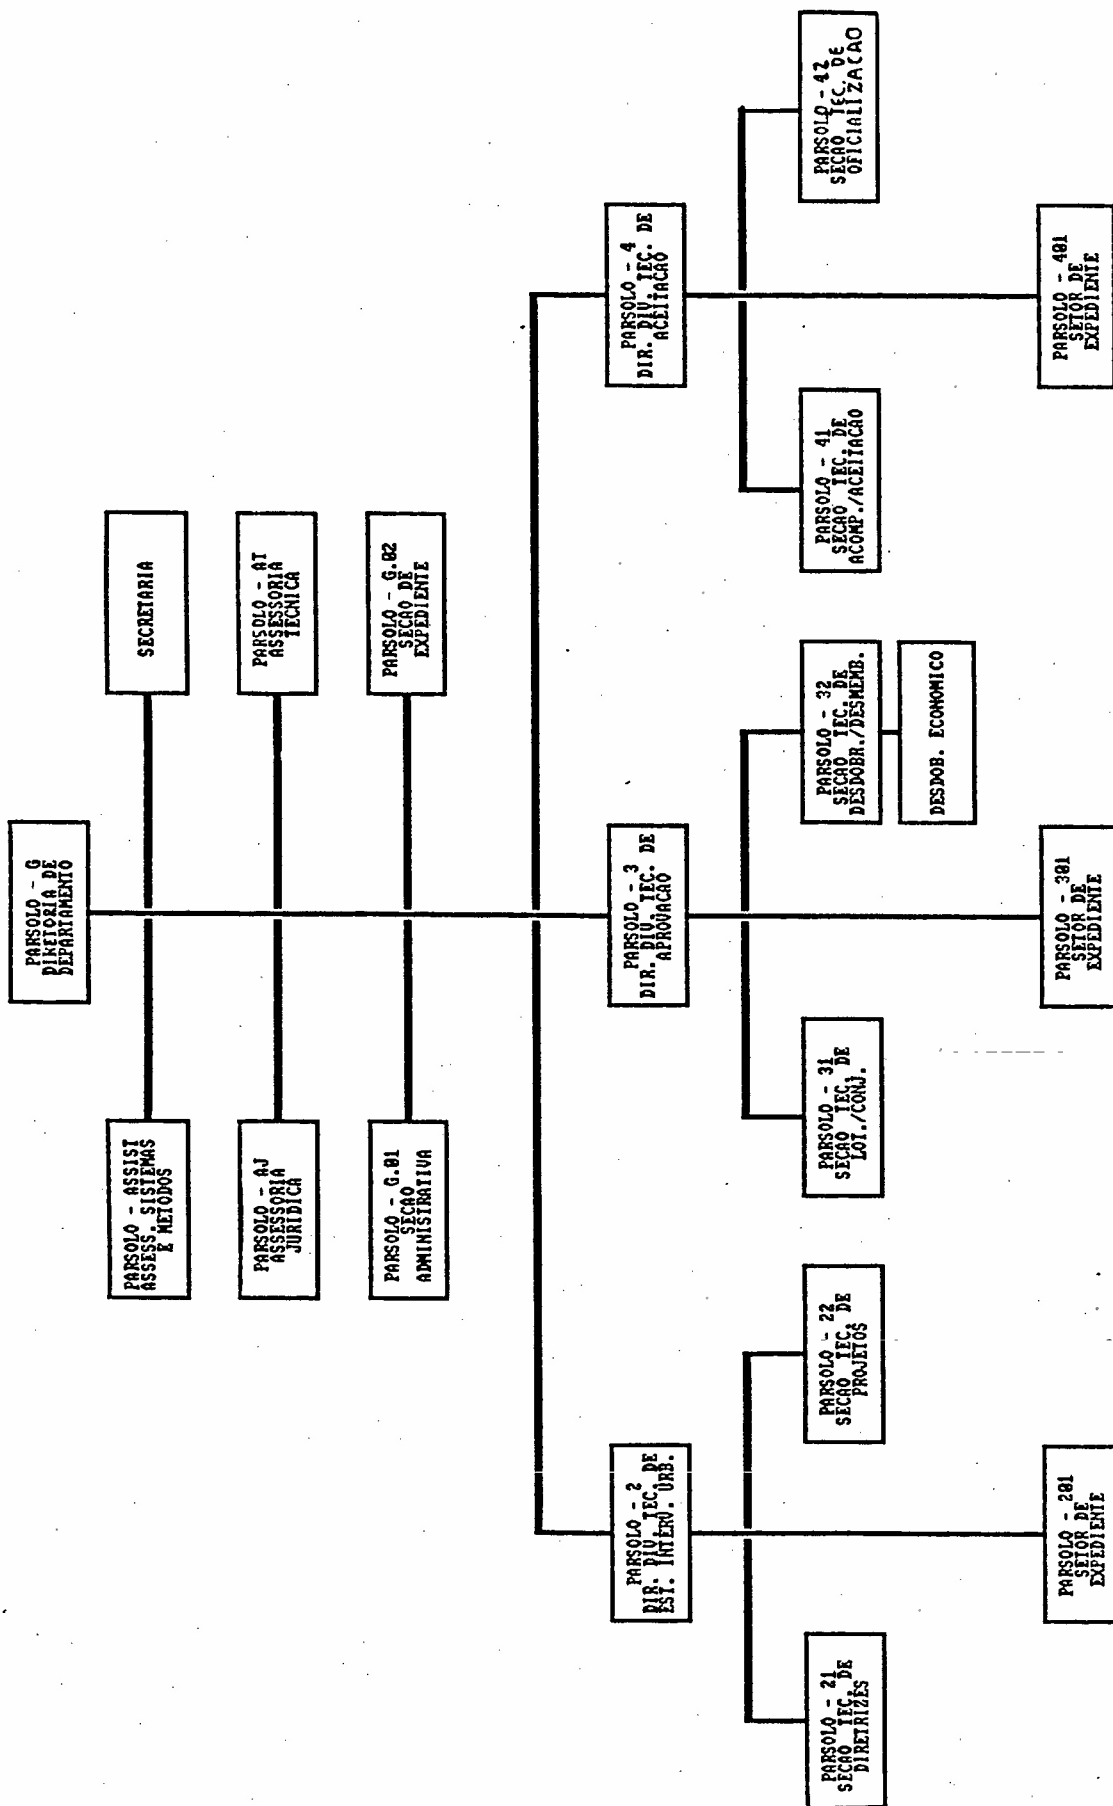 PARSOLO - G
DIRETORIA DE
DEPARTAMENTO
PARSOLO - ASSIST
ASSESS. SISTEMAS
E METODOS
SECRETARIA
PARSOLO - AJ
ASSESSORIA
JURIDICA
PARSOLO - AT
ASSESSORIA
TECNICA
PARSOLO - G.01
SECAO
ADMINISTRATIVA
PARSOLO - G.02
SECAO DE
EXPEDIENTE
PARSOLO - 2
DIR. DIV. TEC. DE
EST. INTERV. URB.
PARSOLO - 3
DIR. DIV. TEC. DE
APROVACAO
PARSOLO - 4
DIR. DIV. TEC. DE
ACEITACAO
PARSOLO - 21
SECAO TEC. DE
DIRETRIZES
PARSOLO - 22
SECAO TEC. DE
PROJETOS
PARSOLO - 31
SECAO TEC. DE
LOT./CONJ.
PARSOLO - 32
SECAO TEC. DE
DESDOBR./DESMEMB.
DESDOB. ECONOMICO
PARSOLO - 41
SECAO TEC. DE
ACOMP./ACEITACAO
PARSOLO - 42
SECAO TEC. DE
OFICIALIZACAO
PARSOLO - 201
SETOR DE
EXPEDIENTE
PARSOLO - 301
SETOR DE
EXPEDIENTE
PARSOLO - 401
SETOR DE
EXPEDIENTE